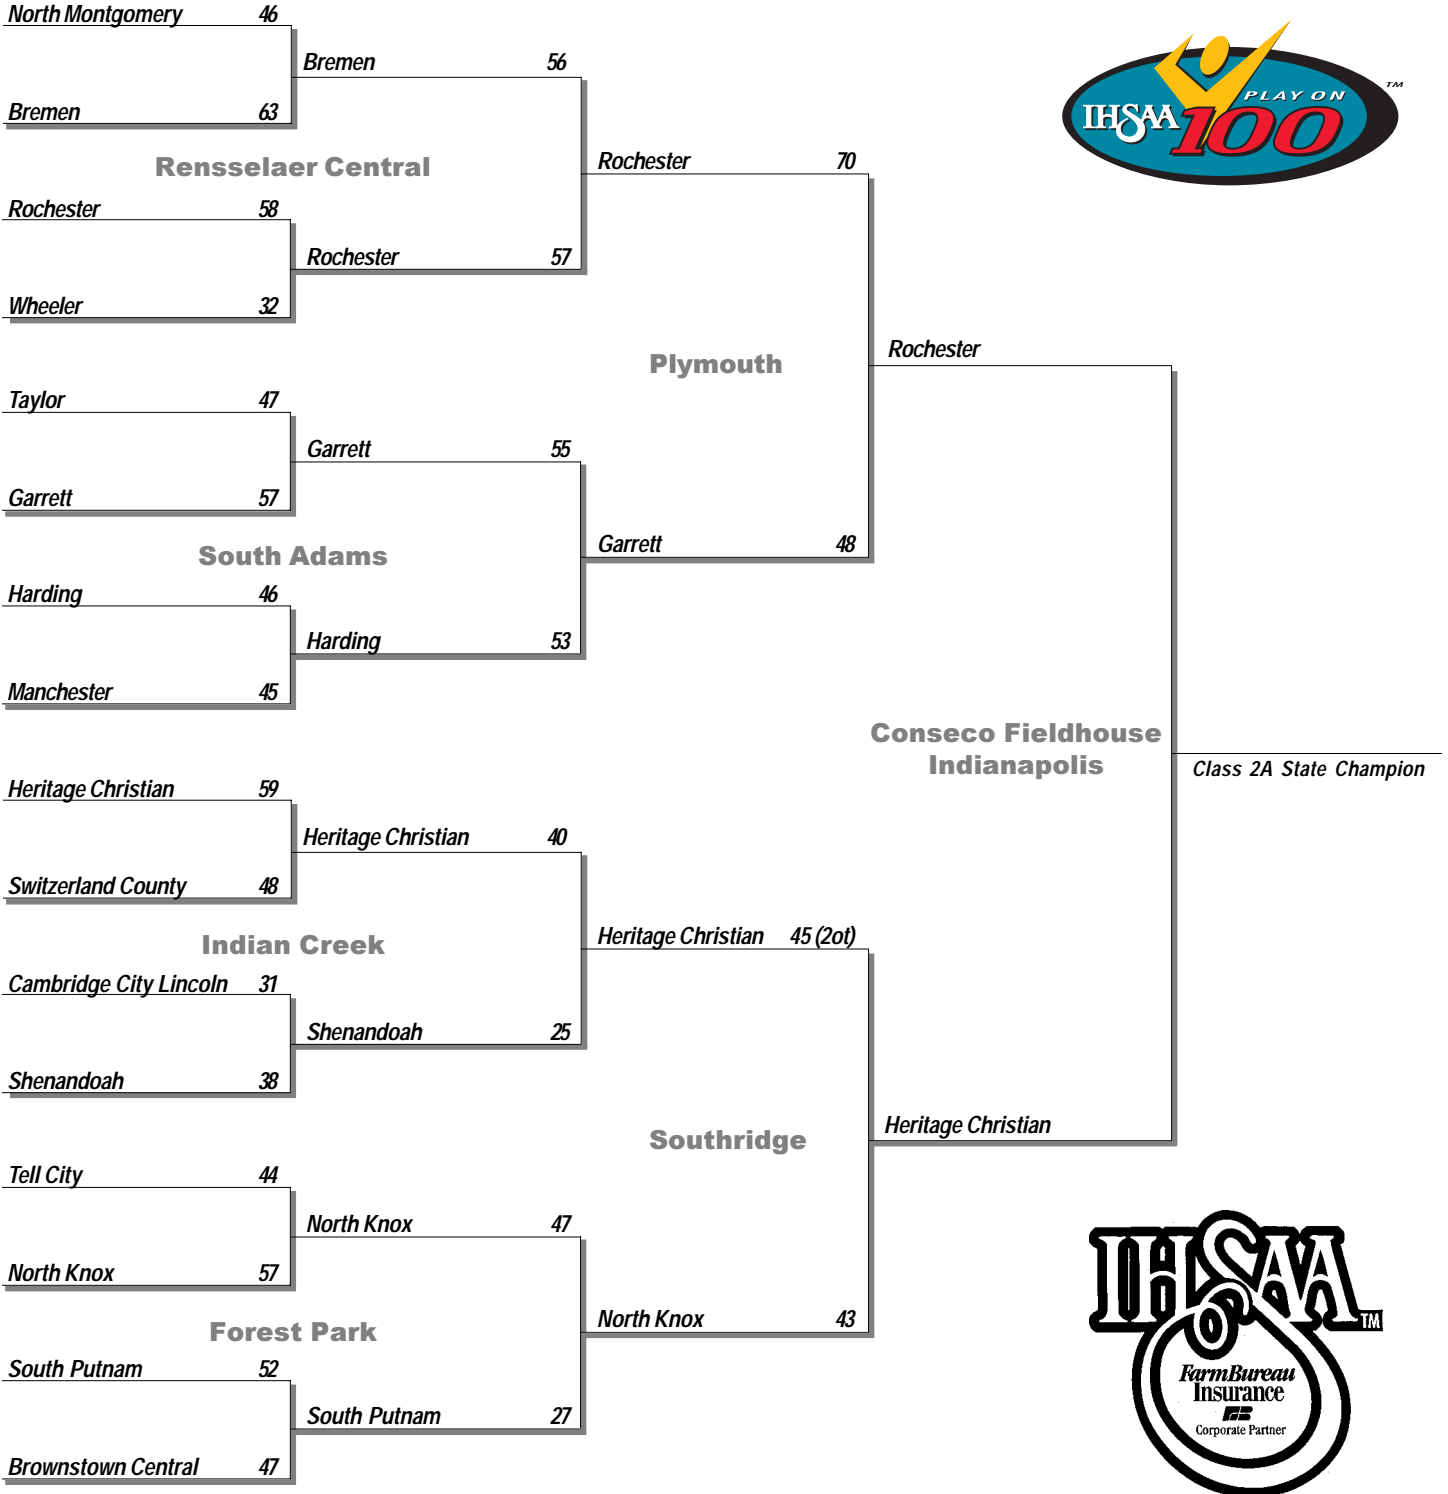 North Montgomery 46
Bremen 56
Bremen 63
Rensselaer Central
Rochester 70
Rochester 58
Rochester 57
Wheeler 32
Plymouth
Rochester
Taylor 47
Garrett 55
Garrett 57
South Adams
Garrett 48
Harding 46
Harding 53
Manchester 45
Conseco Fieldhouse
Indianapolis
Class 2A State Champion
Heritage Christian 59
Heritage Christian 40
Switzerland County 48
Indian Creek
Heritage Christian 45 (2ot)
Cambridge City Lincoln 31
Shenandoah 25
Shenandoah 38
Southridge
Heritage Christian
Tell City 44
North Knox 47
North Knox 57
Forest Park
North Knox 43
South Putnam 52
South Putnam 27
Brownstown Central 47
PLAY ON
TM
IHSAA
100
IHSAA
TM
Farm Bureau
Insurance
FB
Corporate Partner